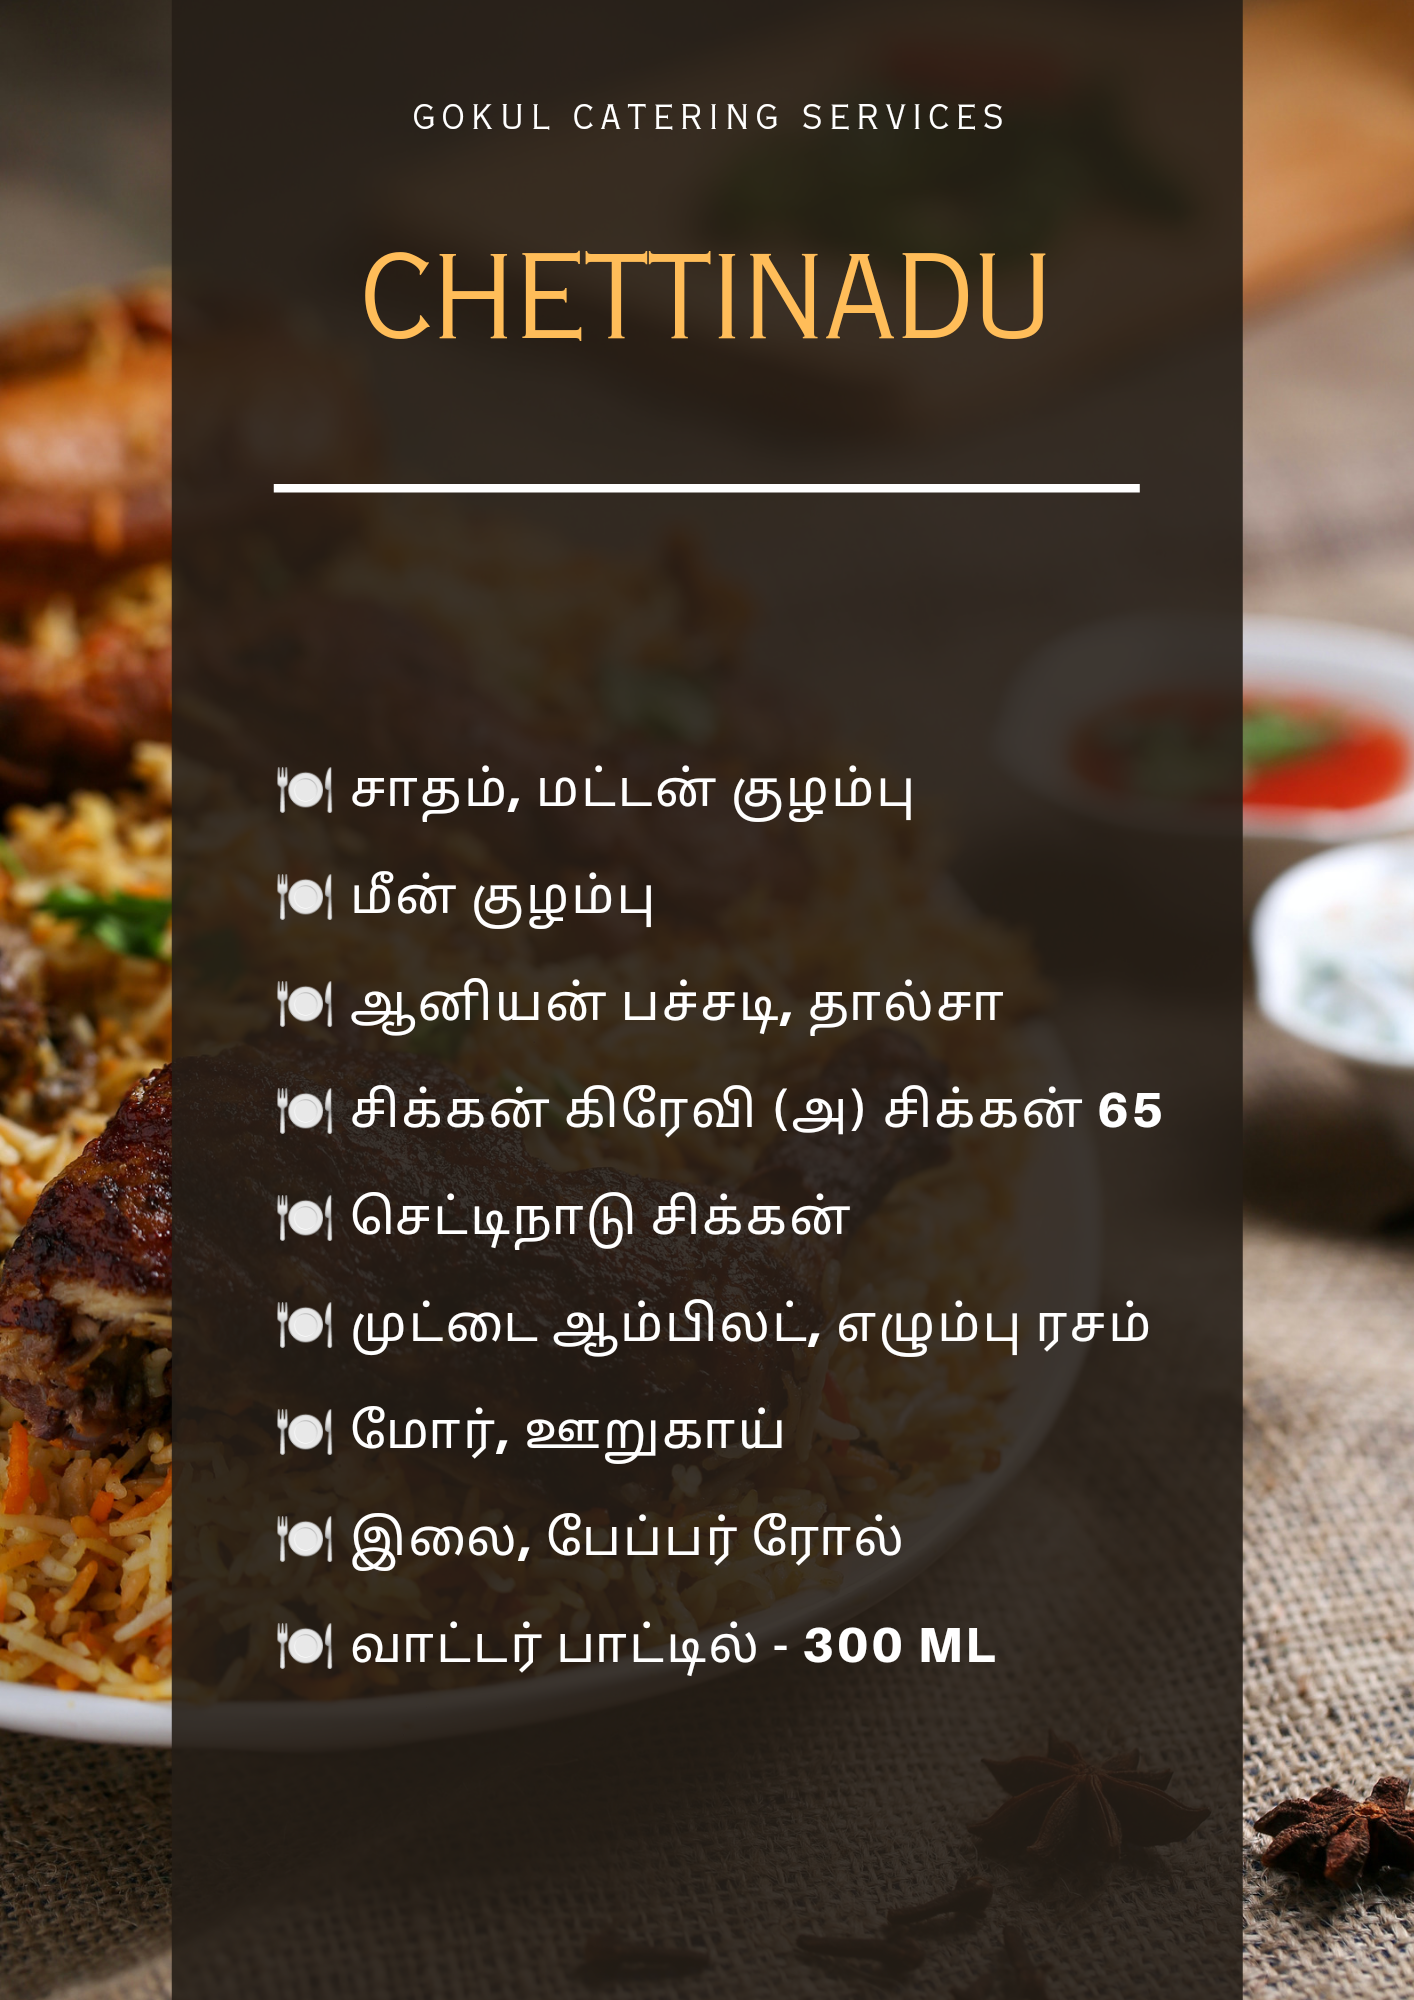 GOKUL CATERING SERVICES
CHETTINADU
🍽️ சாதம், மட்டன் குழம்பு
🍽️ மீன் குழம்பு
🍽️ ஆனியன் பச்சடி, தால்சா
🍽️ சிக்கன் கிரேவி (அ) சிக்கன் 65
🍽️ செட்டிநாடு சிக்கன்
🍽️ முட்டை ஆம்பிலட், எழும்பு ரசம்
🍽️ மோர், ஊறுகாய்
🍽️ இலை, பேப்பர் ரோல்
🍽️ வாட்டர் பாட்டில் - 300 ML